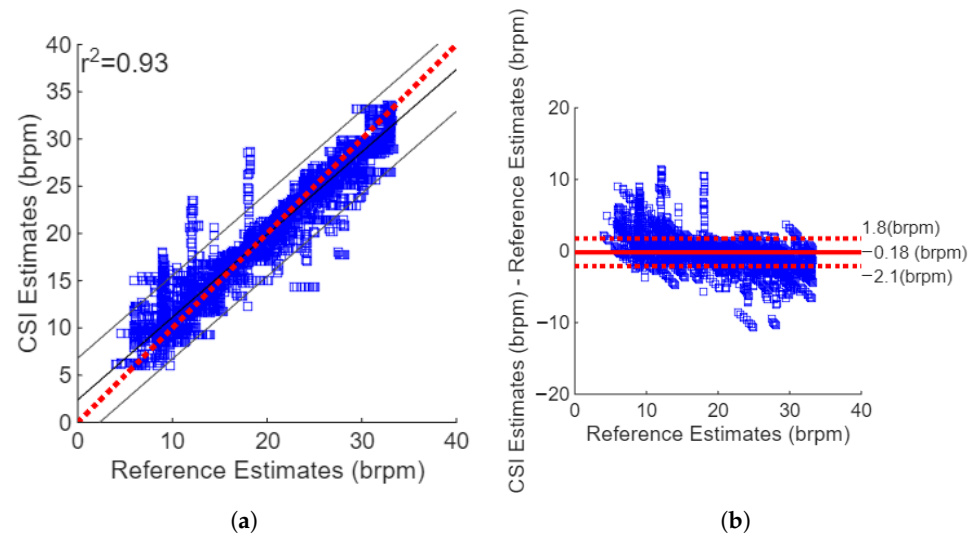 r²=0.93
CSI Estimates (brpm)
40
35
30
25
20
15
10
5
0
0 10 20 30 40
Reference Estimates (brpm)
(a)
CSI Estimates (brpm) - Reference Estimates (brpm)
20
10
0
−10
−20
1.8(brpm)
−0.18 (brpm)
−2.1(brpm)
0 10 20 30 40
Reference Estimates (brpm)
(b)